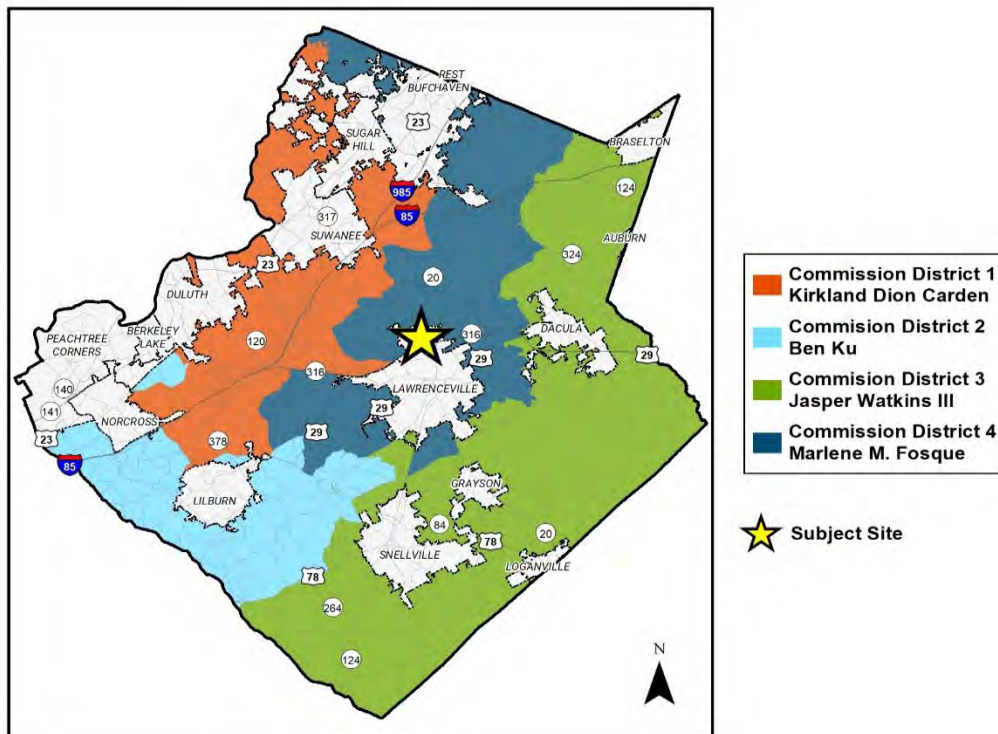 REST
BUFCHAVEN
23
SUGAR
HILL
BRASELTON
985
124
85
317
SUWANEE
AUBURN
324
23
20
DULUTH
BERKELEY
LAKE
PEACHTREE
CORNERS
120
316
DACULA
29
29
316
140
LAWRENCEVILLE
141
29
NORCROSS
29
23
378
85
GRAYSON
LILBURN
84
20
78
SNELLVILLE
LOGANVILLE
78
264
124
N
Commission District 1
Kirkland Dion Carden
Commision District 2
Ben Ku
Commision District 3
Jasper Watkins III
Commision District 4
Marlene M. Fosque
Subject Site